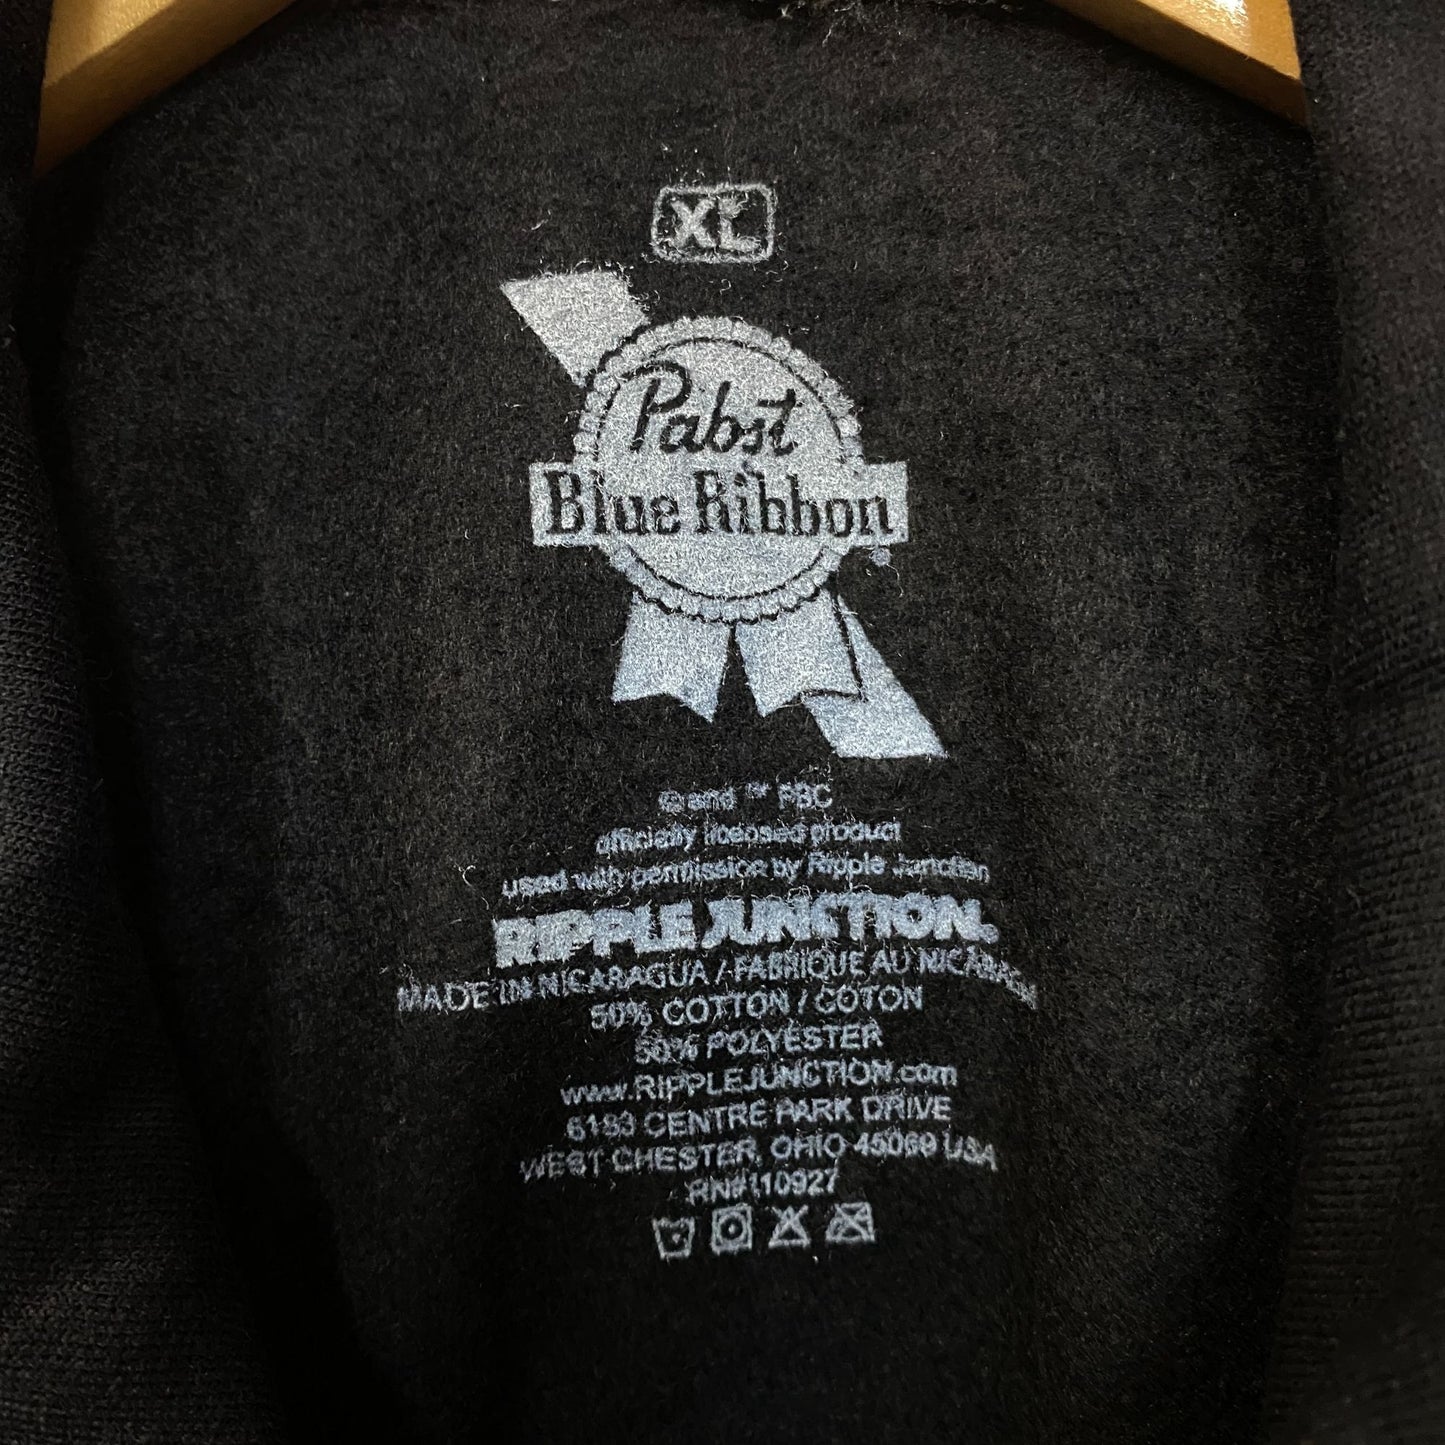 XL
Pabst
Blue Ribbon
® and ™ PBC
officially licensed product
used with permission by Ripple Junction
RIPPLE JUNCTION.
MADE IN NICARAGUA / FABRIQUE AU NICARAGUA
50% COTTON / COTON
50% POLYESTER
www.RIPPLEJUNCTION.com
6193 CENTRE PARK DRIVE
WEST CHESTER, OHIO 45069 USA
RN#110927